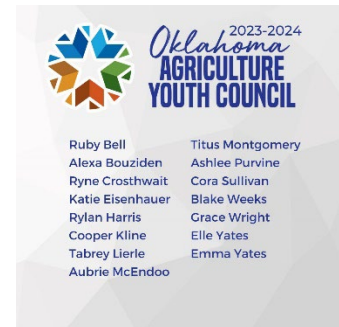 2023-2024
Oklahoma
AGRICULTURE
YOUTH COUNCIL
Ruby Bell
Alexa Bouziden
Ryne Crosthwait
Katie Eisenhauer
Rylan Harris
Cooper Kline
Tabrey Lierle
Aubrie McEndoo
Titus Montgomery
Ashlee Purvine
Cora Sullivan
Blake Weeks
Grace Wright
Elle Yates
Emma Yates